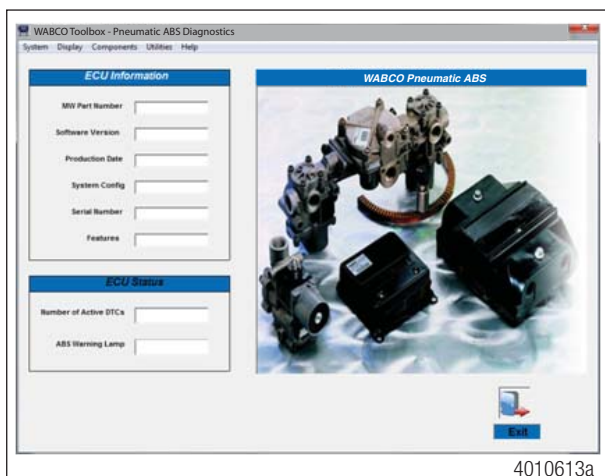 WABCO Toolbox - Pneumatic ABS Diagnostics
System Display Components Utilities Help
ECU Information
MW Part Number
Software Version
Production Date
System Config
Serial Number
Features
ECU Status
Number of Active DTCs
ABS Warning Lamp
WABCO Pneumatic ABS
Exit
4010613a